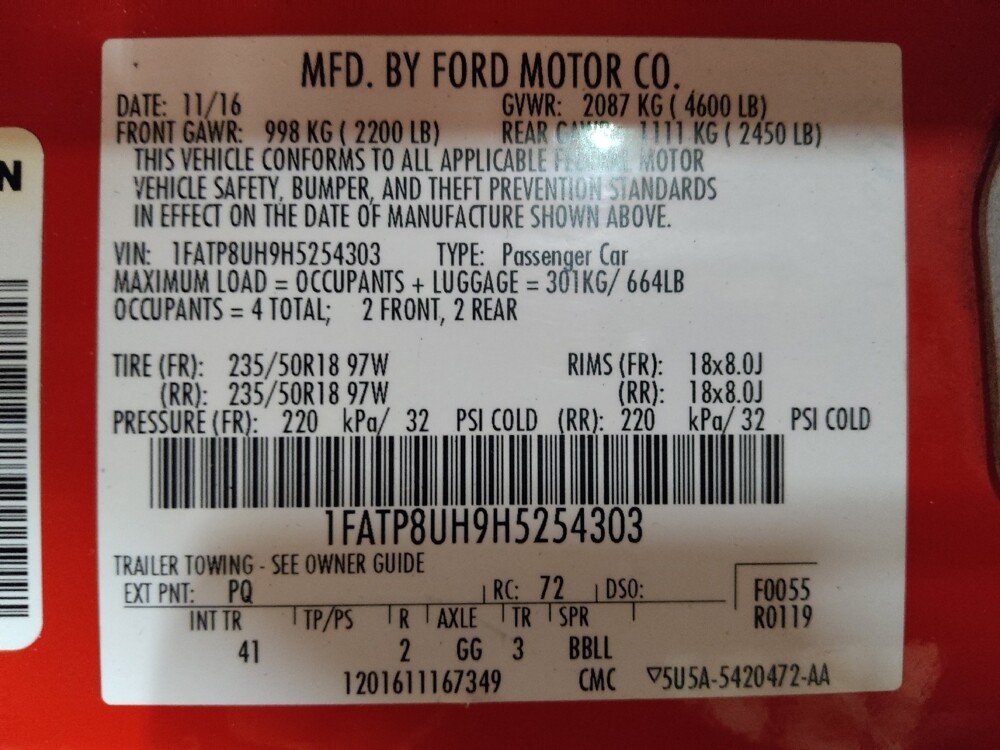 MFD. BY FORD MOTOR CO.
DATE: 11/16 GVWR: 2087 KG ( 4600 LB)
FRONT GAWR: 998 KG ( 2200 LB) REAR GAWR: 1111 KG ( 2450 LB)
THIS VEHICLE CONFORMS TO ALL APPLICABLE FEDERAL MOTOR
VEHICLE SAFETY, BUMPER, AND THEFT PREVENTION STANDARDS
IN EFFECT ON THE DATE OF MANUFACTURE SHOWN ABOVE.
VIN: 1FATP8UH9H5254303 TYPE: Passenger Car
MAXIMUM LOAD = OCCUPANTS + LUGGAGE = 301KG/ 664LB
OCCUPANTS = 4 TOTAL; 2 FRONT, 2 REAR
TIRE (FR): 235/50R18 97W RIMS (FR): 18x8.0J
(RR): 235/50R18 97W (RR): 18x8.0J
PRESSURE (FR): 220 kPa/ 32 PSI COLD (RR): 220 kPa/ 32 PSI COLD
1FATP8UH9H5254303
TRAILER TOWING - SEE OWNER GUIDE
EXT PNT: PQ RC: 72 DSO: F0055
INT TR TP/PS R AXLE TR SPR R0119
41 2 GG 3 BBLL
1201611167349 CMC ▽5U5A-5420472-AA
N